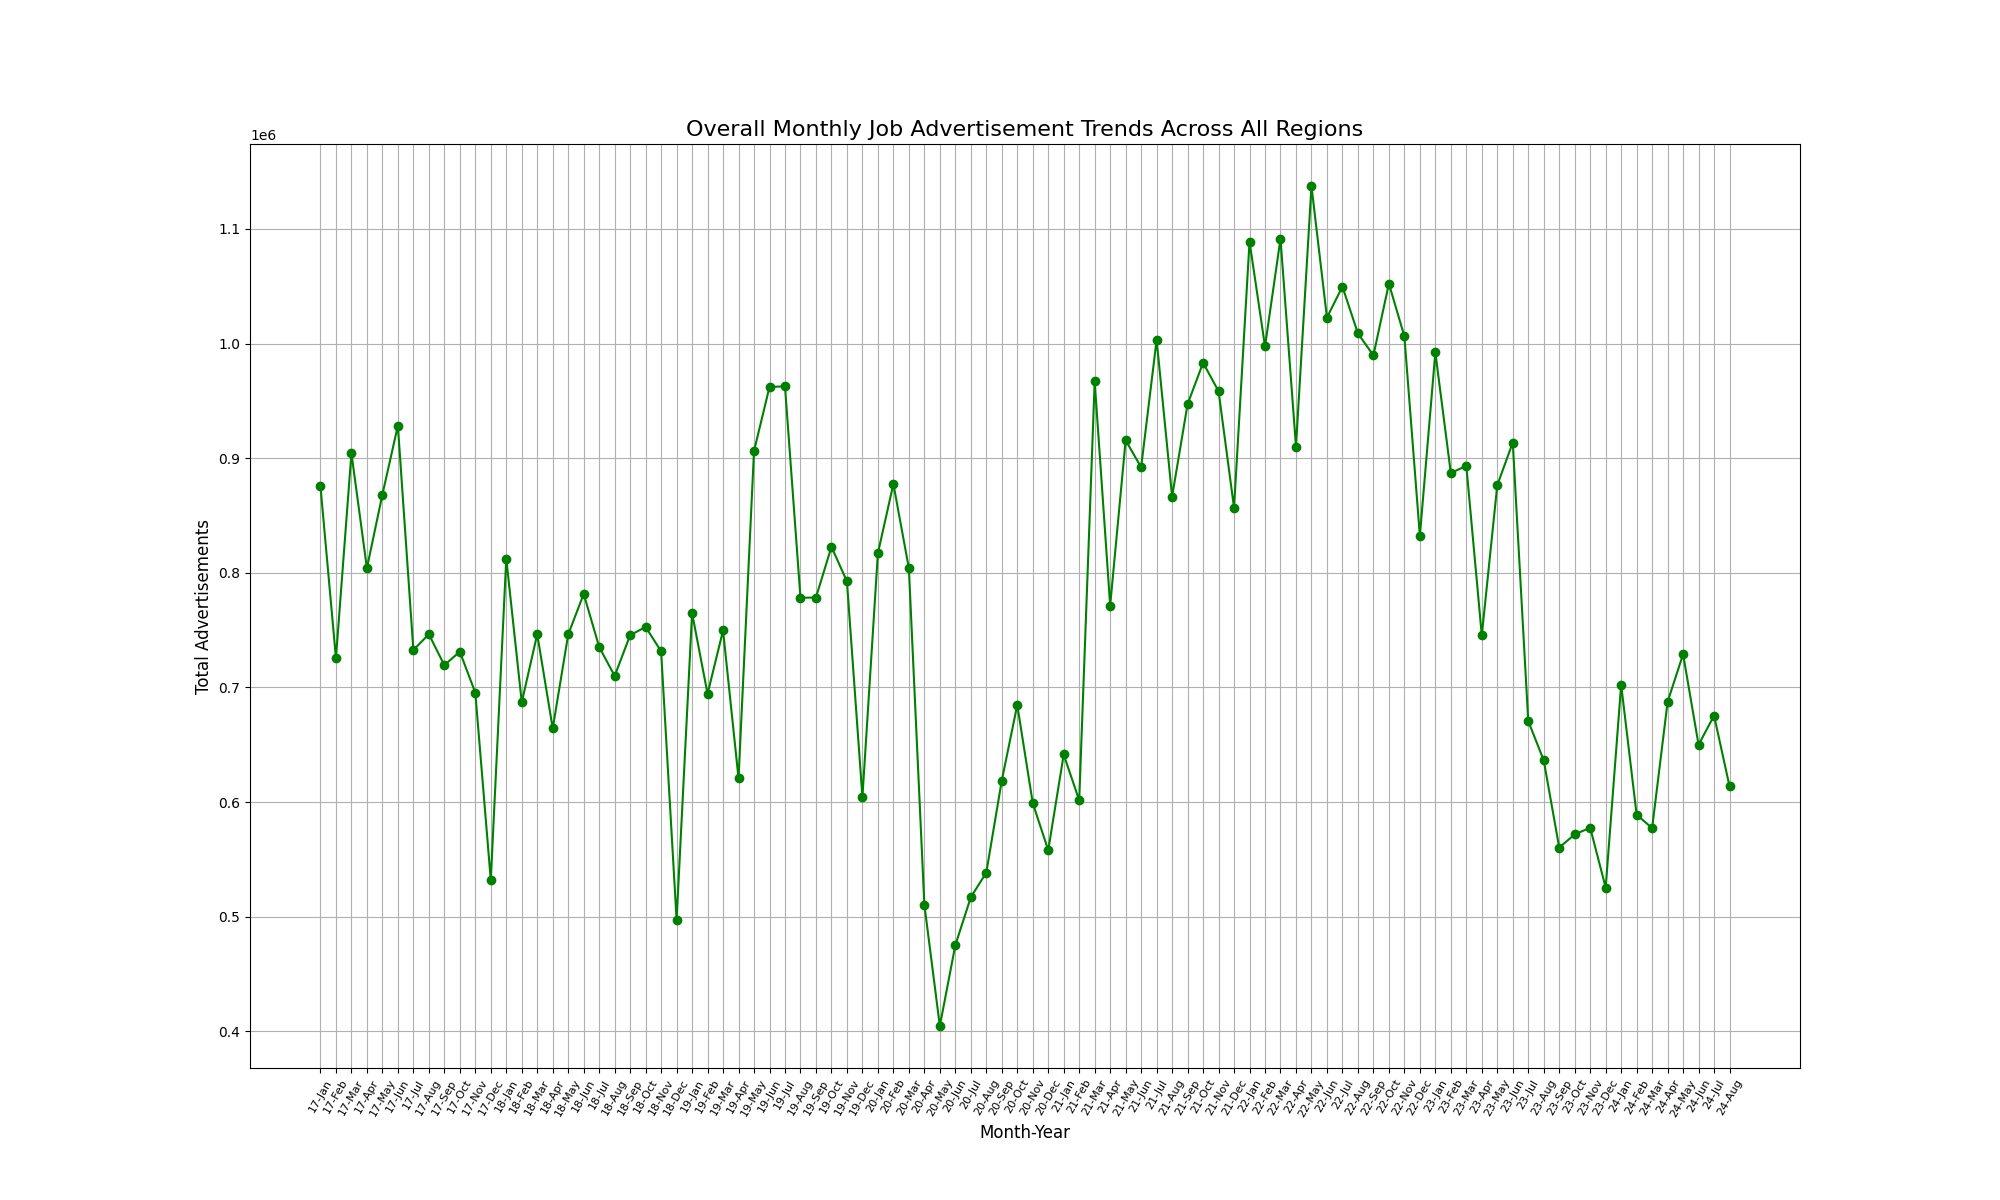 Overall Monthly Job Advertisement Trends Across All Regions
1e6
1.1
1.0
0.9
0.8
0.7
0.6
0.5
0.4
Total Advertisements
17-Jan
17-Feb
17-Mar
17-Apr
17-May
17-Jun
17-Jul
17-Aug
17-Sep
17-Oct
17-Nov
17-Dec
18-Jan
18-Feb
18-Mar
18-Apr
18-May
18-Jun
18-Jul
18-Aug
18-Sep
18-Oct
18-Nov
18-Dec
19-Jan
19-Feb
19-Mar
19-Apr
19-May
19-Jun
19-Jul
19-Aug
19-Sep
19-Oct
19-Nov
19-Dec
20-Jan
20-Feb
20-Mar
20-Apr
20-May
20-Jun
20-Jul
20-Aug
20-Sep
20-Oct
20-Nov
20-Dec
21-Jan
21-Feb
21-Mar
21-Apr
21-May
21-Jun
21-Jul
21-Aug
21-Sep
21-Oct
21-Nov
21-Dec
22-Jan
22-Feb
22-Mar
22-Apr
22-May
22-Jun
22-Jul
22-Aug
22-Sep
22-Oct
22-Nov
22-Dec
23-Jan
23-Feb
23-Mar
23-Apr
23-May
23-Jun
23-Jul
23-Aug
23-Sep
23-Oct
23-Nov
23-Dec
24-Jan
24-Feb
24-Mar
24-Apr
24-May
24-Jun
24-Jul
24-Aug
Month-Year